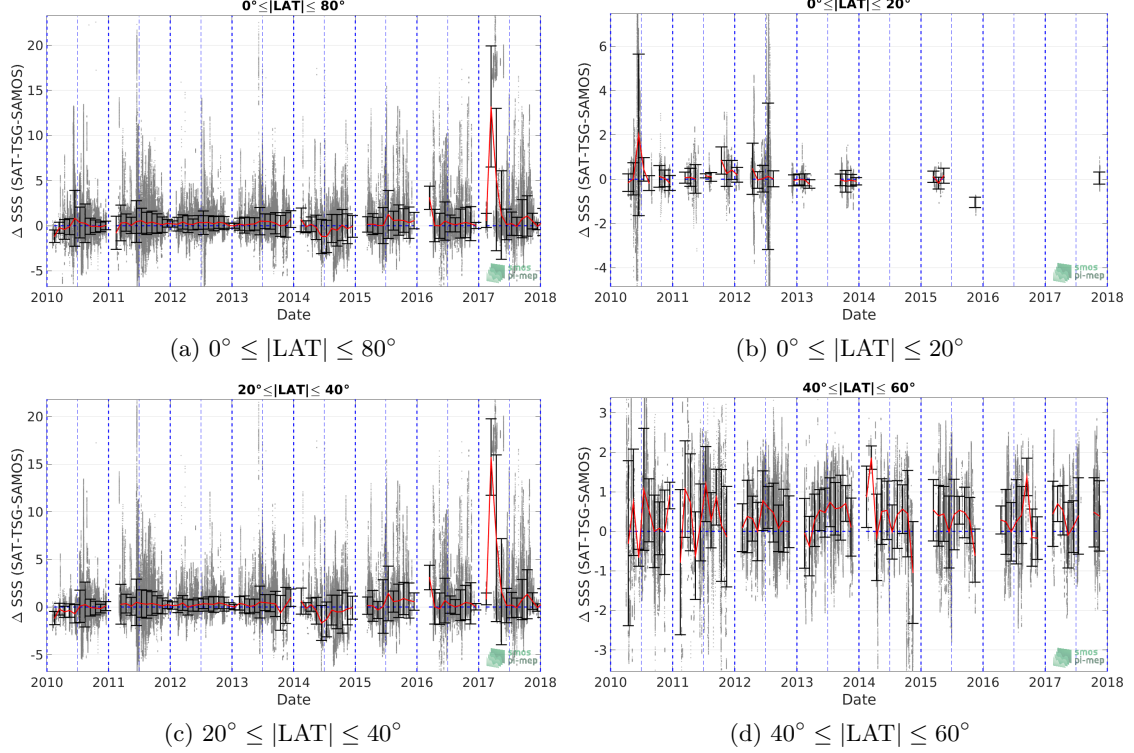 0°≤|LAT|≤ 80°
0°≤|LAT|≤ 20°
Δ SSS (SAT-TSG-SAMOS)
20
15
10
5
0
-5
2010 2011 2012 2013 2014 2015 2016 2017 2018
Date
smos
pi-mep
Δ SSS (SAT-TSG-SAMOS)
6
4
2
0
-2
-4
2010 2011 2012 2013 2014 2015 2016 2017 2018
Date
smos
pi-mep
(a) 0° ≤ |LAT| ≤ 80°
(b) 0° ≤ |LAT| ≤ 20°
20°≤|LAT|≤ 40°
40°≤|LAT|≤ 60°
Δ SSS (SAT-TSG-SAMOS)
20
15
10
5
0
-5
2010 2011 2012 2013 2014 2015 2016 2017 2018
Date
smos
pi-mep
Δ SSS (SAT-TSG-SAMOS)
3
2
1
0
-1
-2
-3
2010 2011 2012 2013 2014 2015 2016 2017 2018
Date
smos
pi-mep
(c) 20° ≤ |LAT| ≤ 40°
(d) 40° ≤ |LAT| ≤ 60°